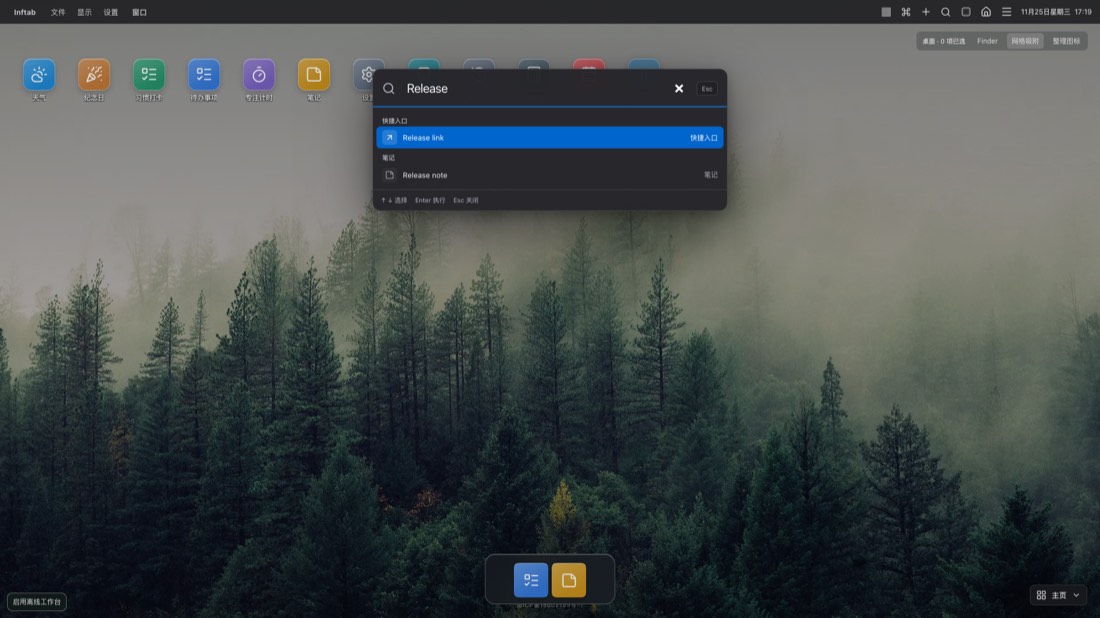 Inftab 文件 显示 设置 窗口
11月25日星期三 17:19
桌面 · 0 项已选 Finder 网格吸附 整理图标
天气 纪念日 习惯打卡 待办事项 专注计时 笔记
Release Esc
快捷入口
Release link 快捷入口
笔记
Release note 笔记
↑ ↓ 选择 Enter 执行 Esc 关闭
启用离线工作台
主页